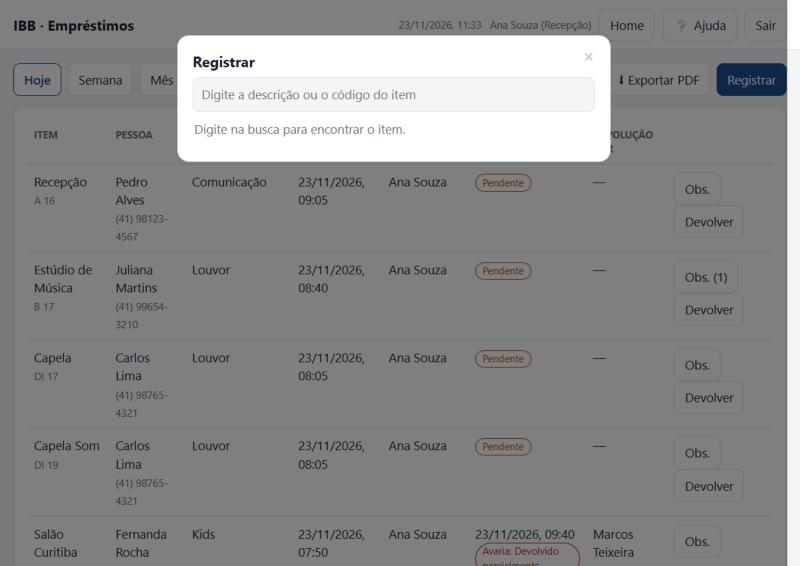 IBB · Empréstimos
23/11/2026, 11:33 Ana Souza (Recepção) Home ❔ Ajuda Sair
Hoje Semana Mês ⬇ Exportar PDF Registrar
Registrar ×
Digite a descrição ou o código do item
Digite na busca para encontrar o item.
ITEM PESSOA
Recepção Pedro Comunicação 23/11/2026, Ana Souza Pendente — Obs.
A 16 Alves 09:05
(41) 98123-
4567 Devolver
Estúdio de Juliana Louvor 23/11/2026, Ana Souza Pendente — Obs. (1)
Música Martins 08:40
B 17 (41) 99654-
3210 Devolver
Capela Carlos Louvor 23/11/2026, Ana Souza Pendente — Obs.
DI 17 Lima 08:05
(41) 98765-
4321 Devolver
Capela Som Carlos Louvor 23/11/2026, Ana Souza Pendente — Obs.
DI 19 Lima 08:05
(41) 98765-
4321 Devolver
Salão Fernanda Kids 23/11/2026, Ana Souza 23/11/2026, 09:40 Marcos Obs.
Curitiba Rocha 07:50 Avaria: Devolvido Teixeira
parcialmente